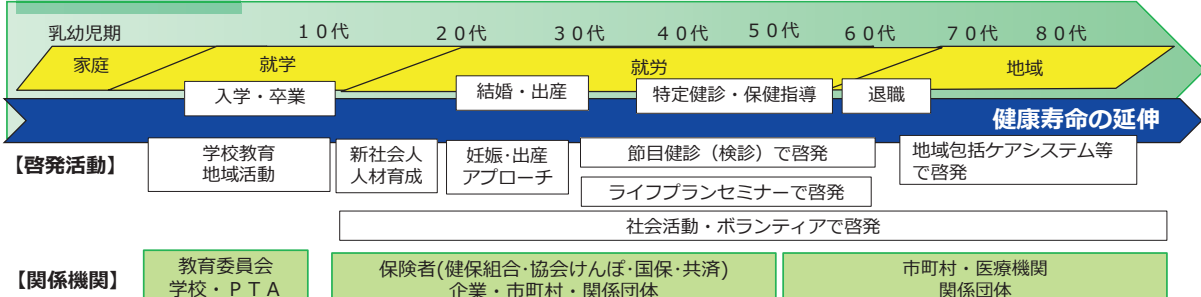 乳幼児期 10代 20代 30代 40代 50代 60代 70代 80代
家庭 就学 就労 地域
入学・卒業 結婚・出産 特定健診・保健指導 退職
健康寿命の延伸
【啓発活動】
学校教育
地域活動
新社会人
人材育成
妊娠・出産
アプローチ
節目健診（検診）で啓発
ライフプランセミナーで啓発
地域包括ケアシステム等
で啓発
社会活動・ボランティアで啓発
【関係機関】
教育委員会
学校・ＰＴＡ
保険者(健保組合・協会けんぽ・国保・共済)
企業・市町村・関係団体
市町村・医療機関
関係団体